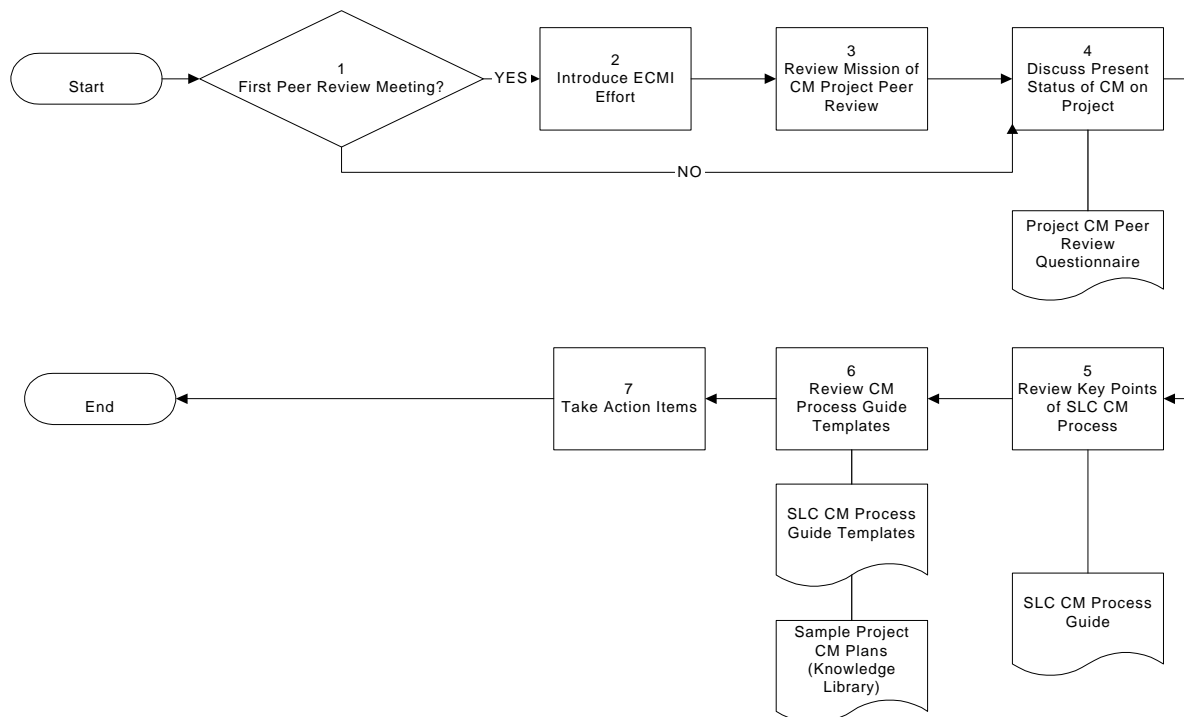 Start
1
First Peer Review Meeting?
YES
2
Introduce ECMI
Effort
3
Review Mission of
CM Project Peer
Review
4
Discuss Present
Status of CM on
Project
NO
Project CM Peer
Review
Questionnaire
5
Review Key Points
of SLC CM
Process
6
Review CM
Process Guide
Templates
7
Take Action Items
End
SLC CM Process
Guide Templates
SLC CM Process
Guide
Sample Project
CM Plans
(Knowledge
Library)